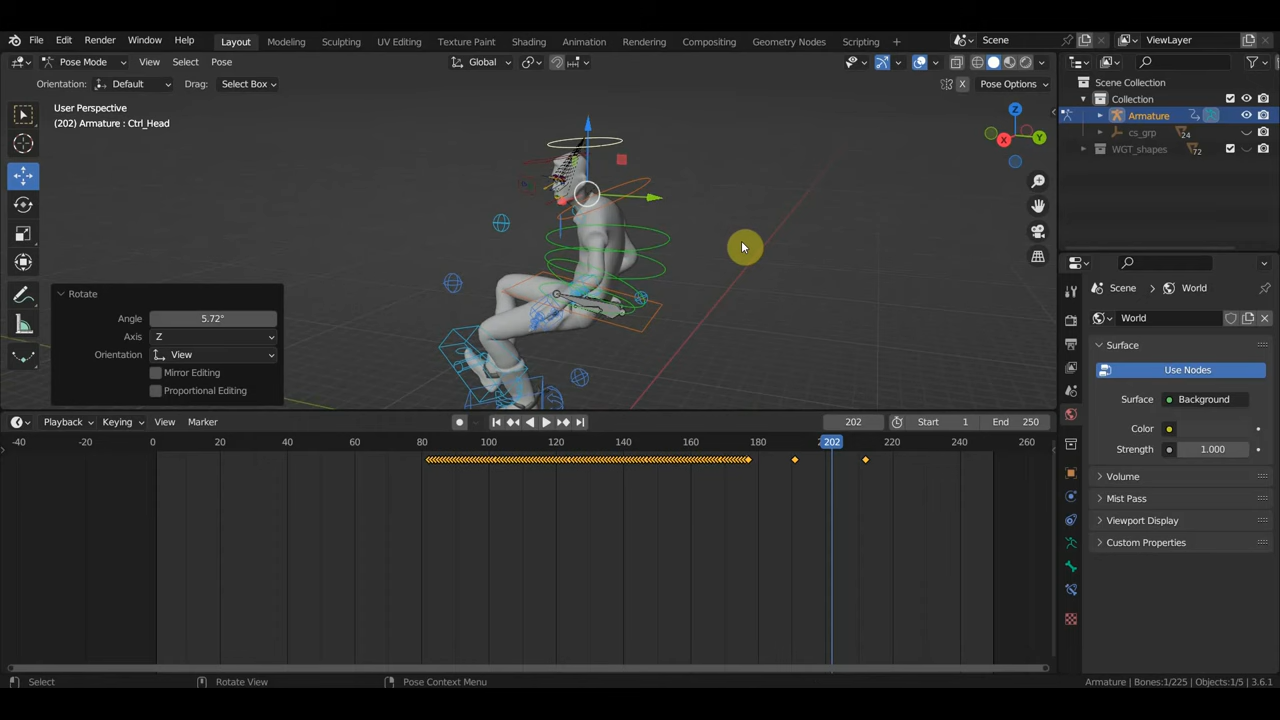 File Edit Render Window Help Layout Modeling Sculpting UV Editing Texture Paint Shading Animation Rendering Compositing Geometry Nodes Scripting + Scene ViewLayer
Pose Mode View Select Pose Global X Pose Options
Orientation: Default Drag: Select Box
User Perspective
(202) Armature : Ctrl_Head
Scene Collection
Collection
Armature
cs_grp 24
WGT_shapes 72
Z
X
Y
Rotate
Angle 5.72°
Axis Z
Orientation View
Mirror Editing
Proportional Editing
Scene > World
World
Surface
Use Nodes
Surface Background
Color
Strength 1.000
Volume
Mist Pass
Viewport Display
Custom Properties
Playback Keying View Marker 202 Start 1 End 250
-40 -20 0 20 40 60 80 100 120 140 160 180 202 220 240 260
Select Rotate View Pose Context Menu Armature | Bones:1/225 | Objects:1/5 | 3.6.1